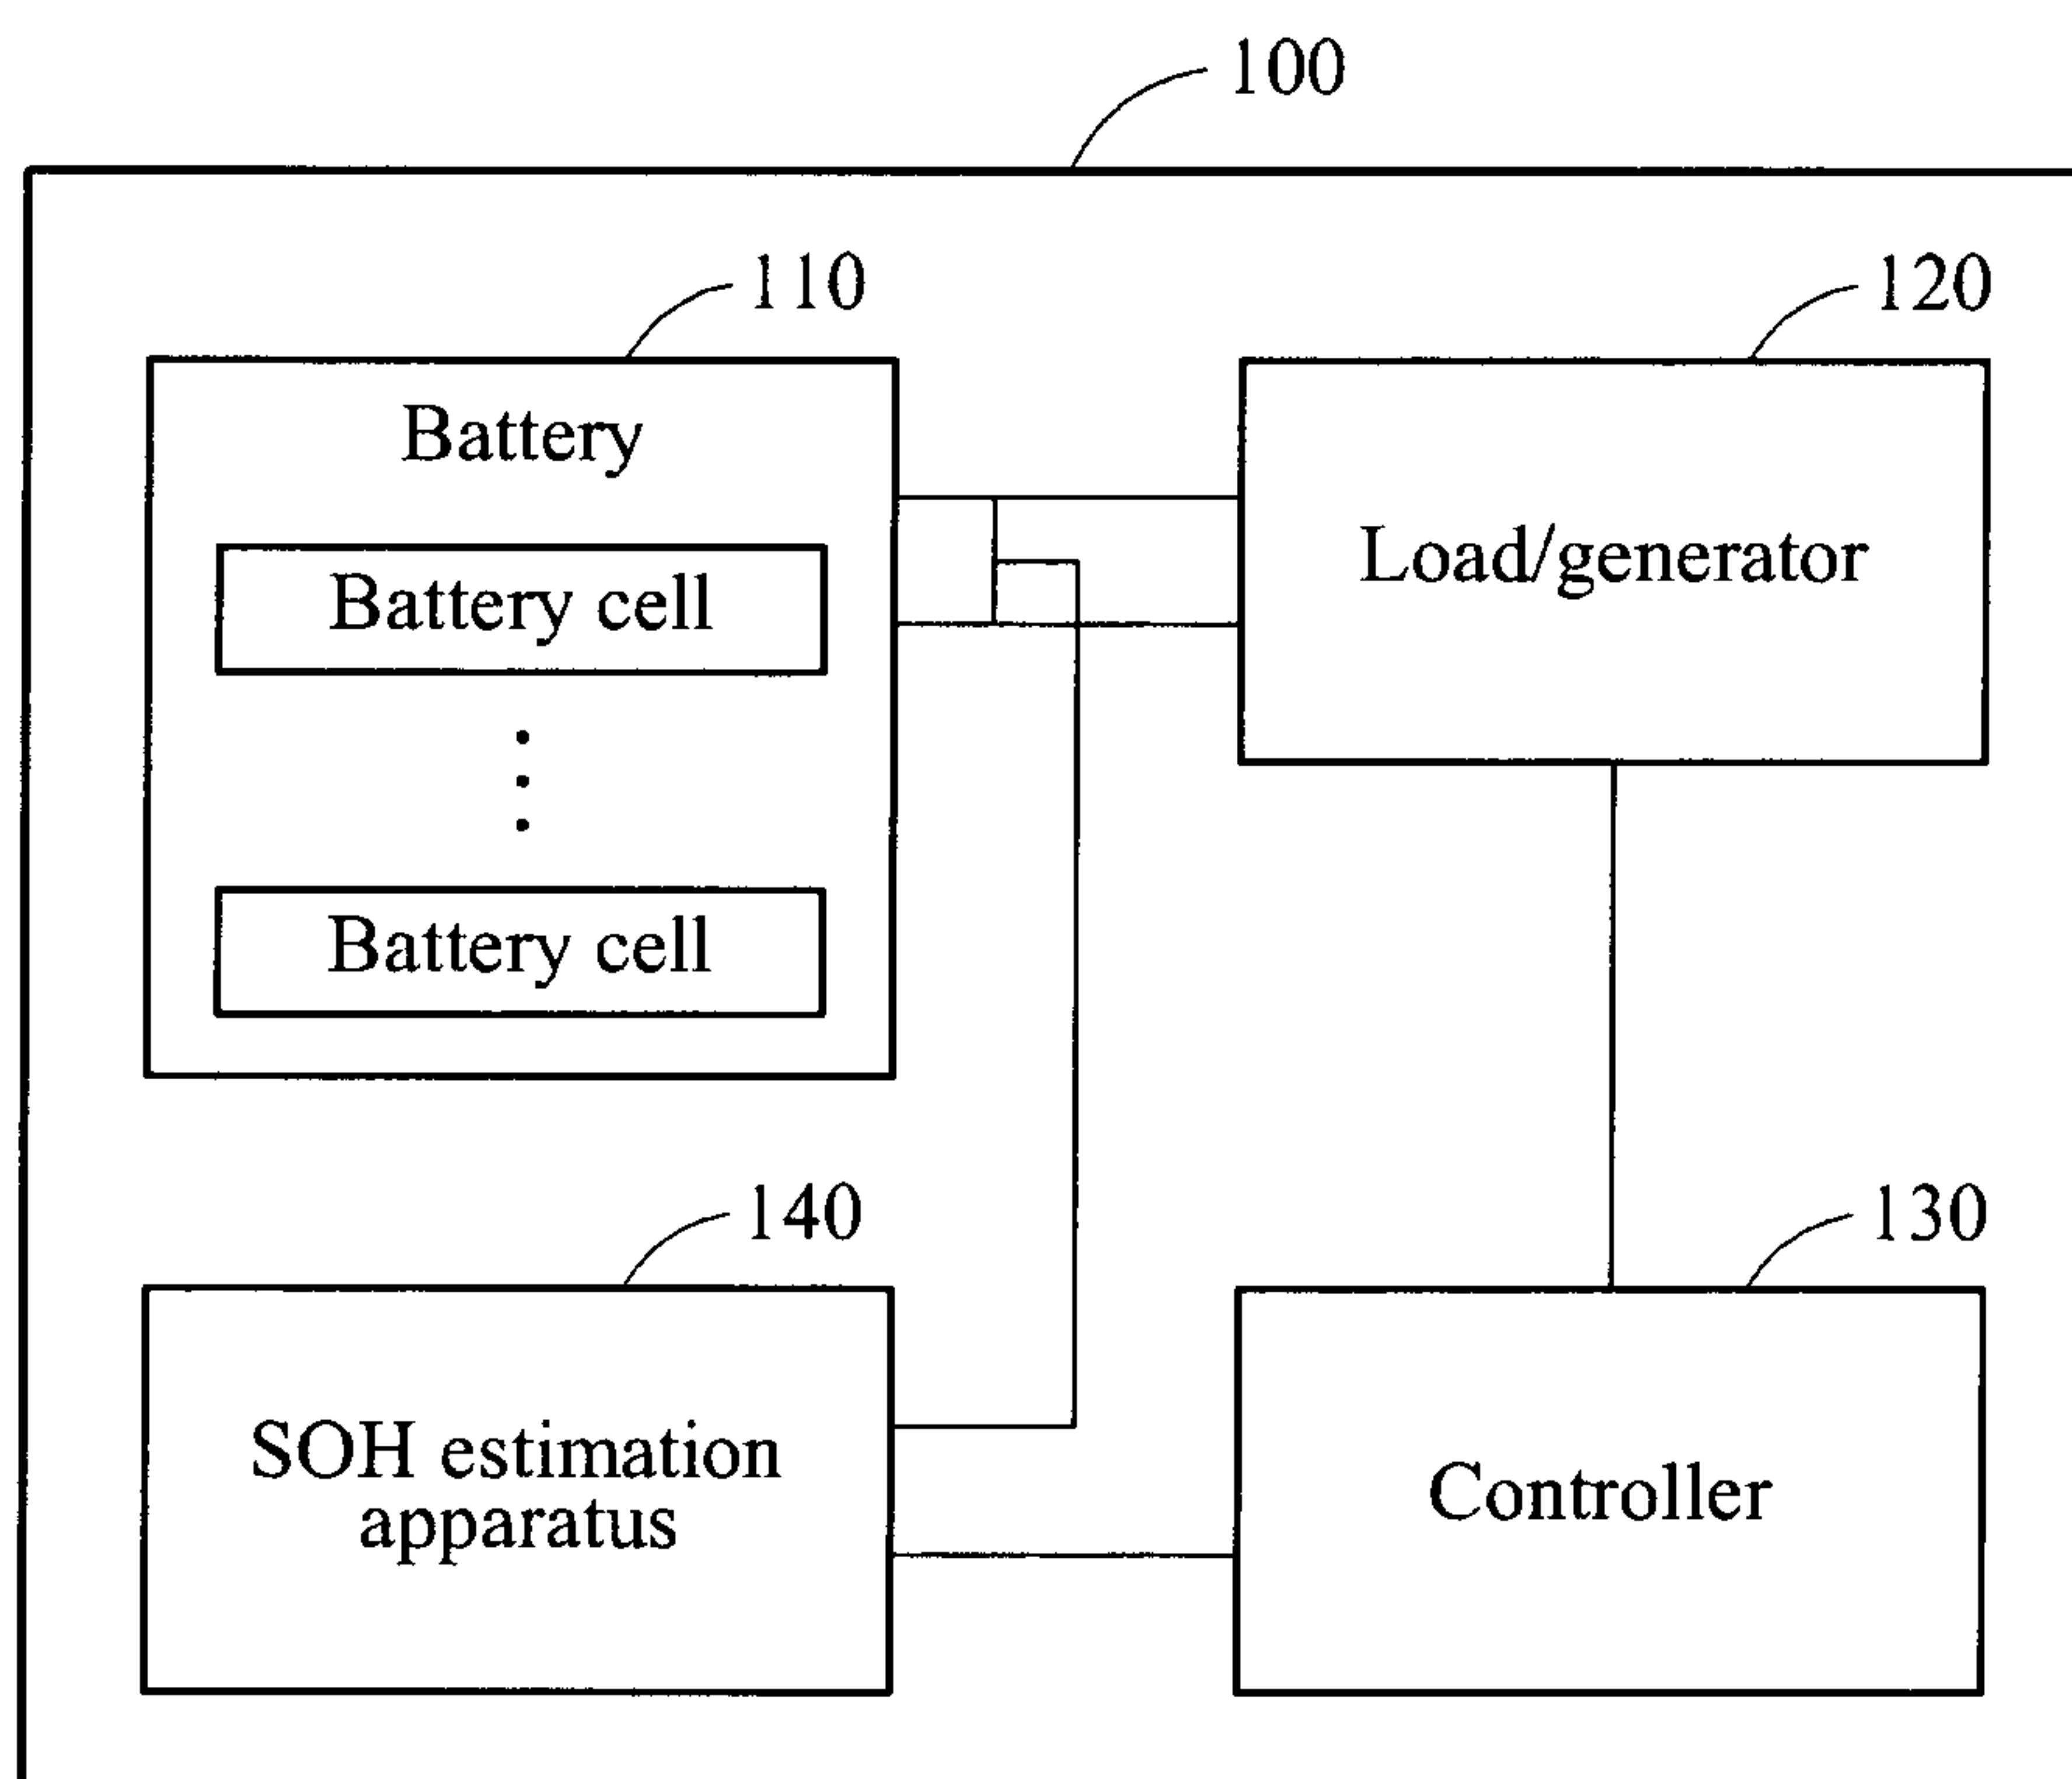 100
110
120
Battery
Load/generator
Battery cell
Battery cell
140
130
SOH estimation
apparatus
Controller